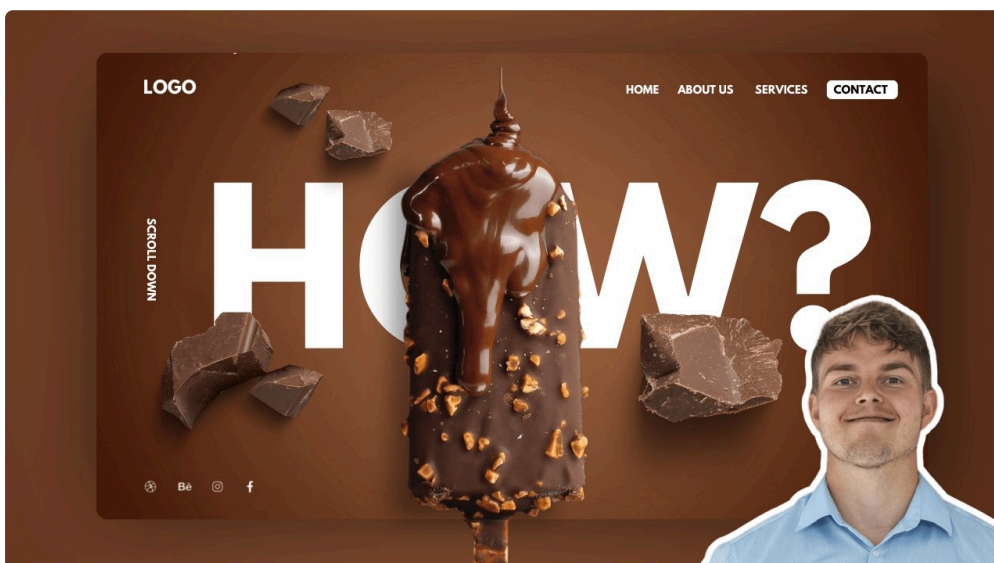 LOGO
HOME ABOUT US SERVICES CONTACT
HOW?
SCROLL DOWN
Bē